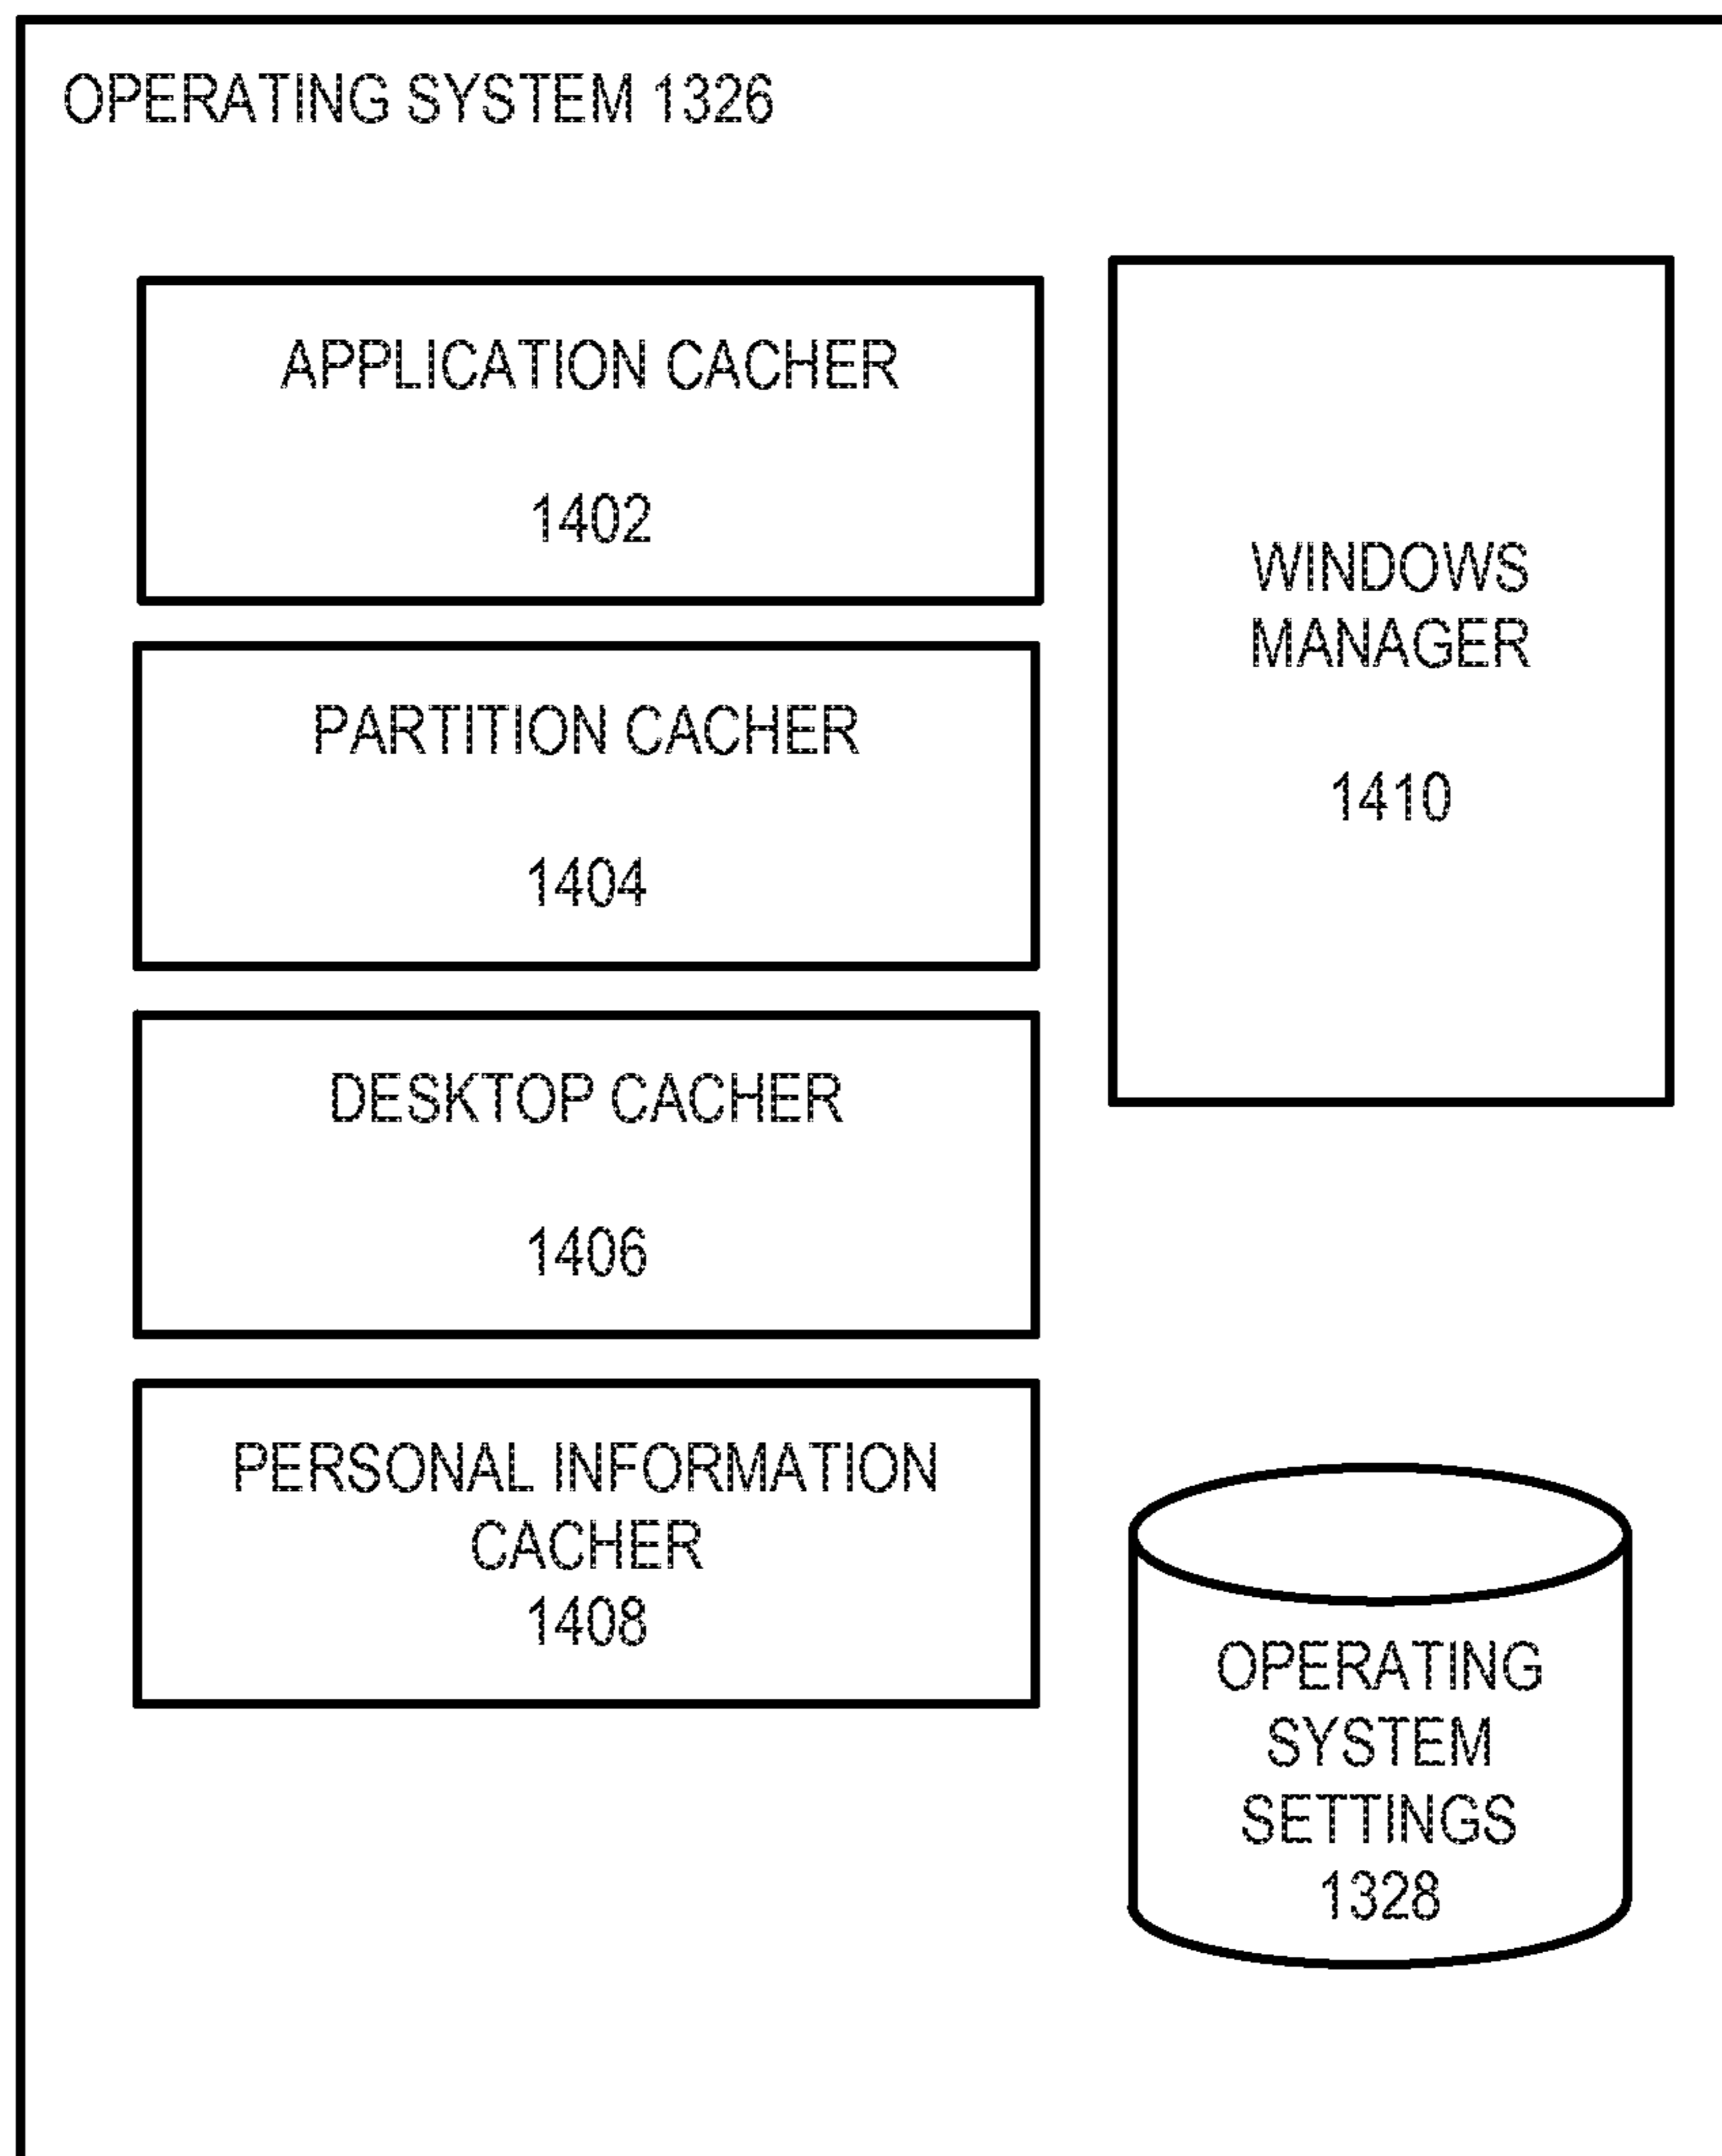 OPERATING SYSTEM 1326
APPLICATION CACHER
1402
PARTITION CACHER
1404
DESKTOP CACHER
1406
PERSONAL INFORMATION
CACHER
1408
WINDOWS
MANAGER
1410
OPERATING
SYSTEM
SETTINGS
1328